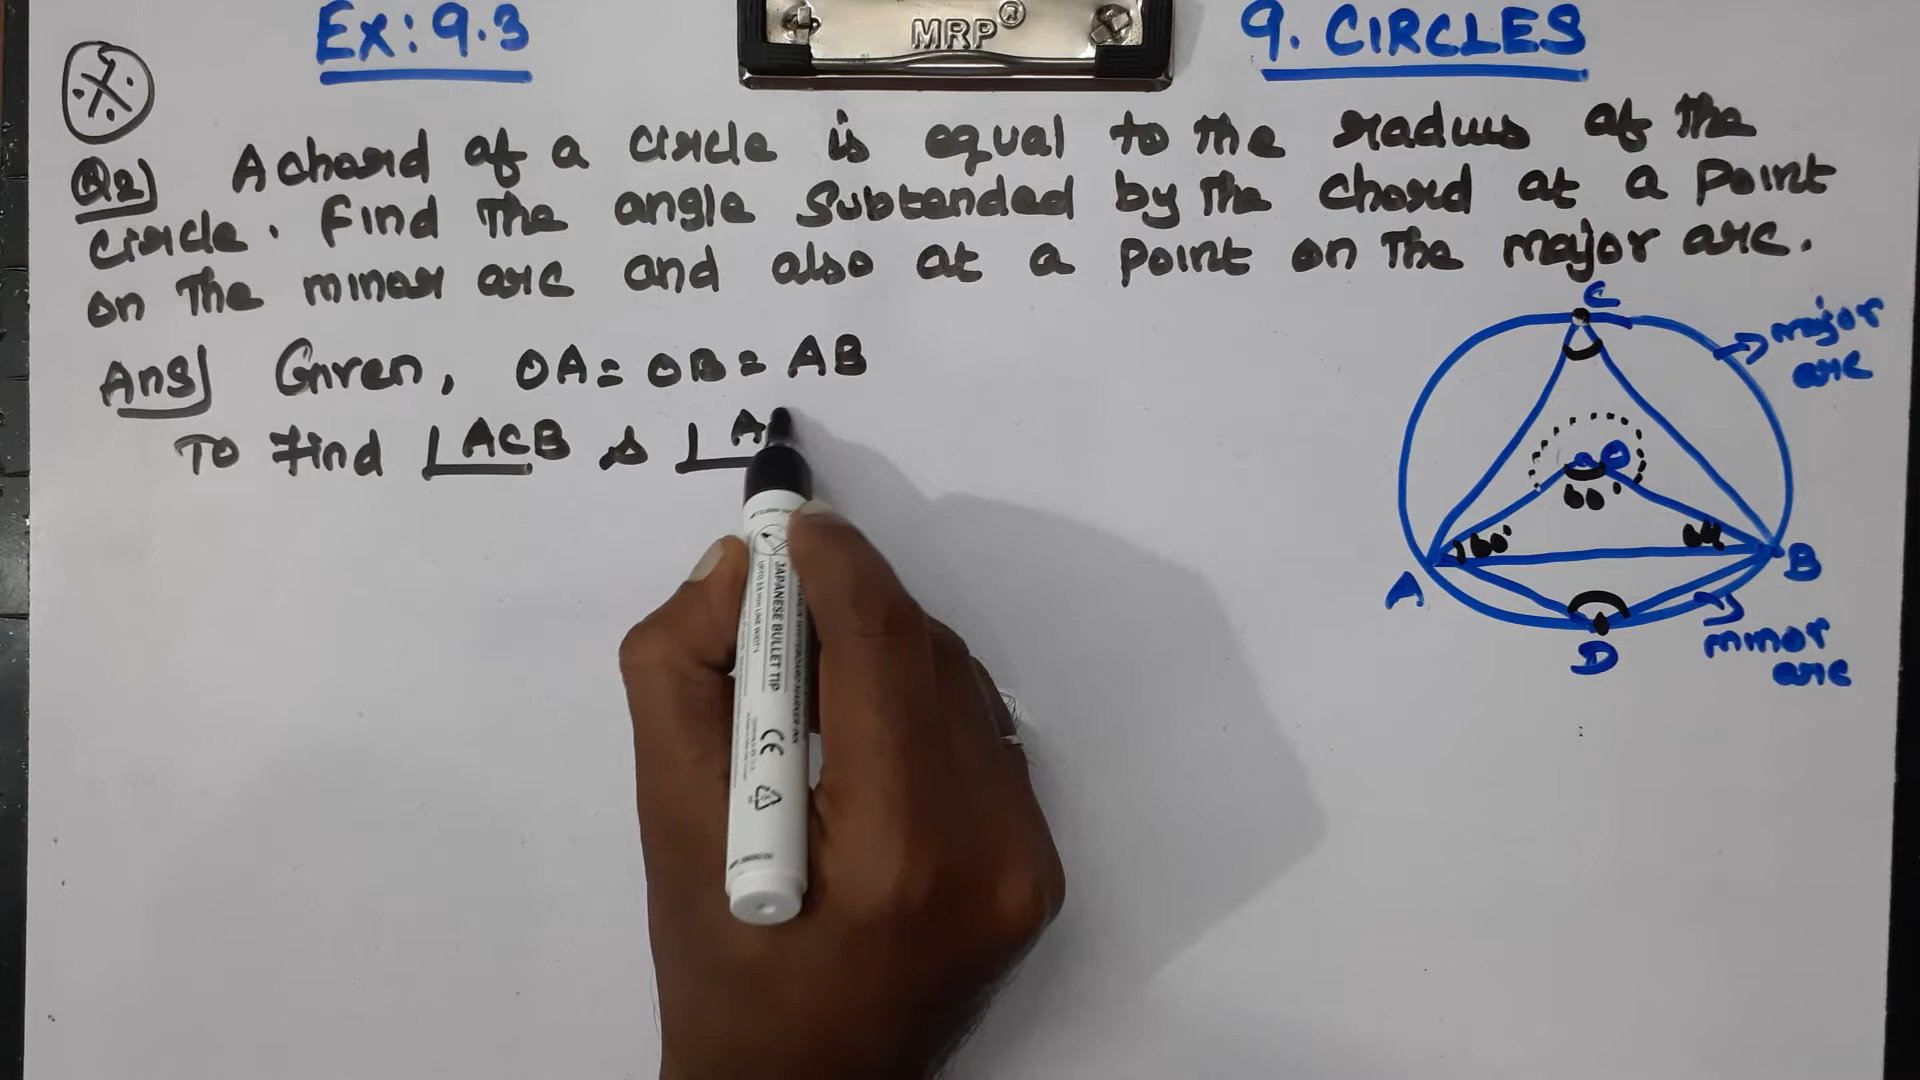 Ex: 9.3
MRP®
9. CIRCLES
Q2) A chord of a circle is equal to the radius of the
circle. Find the angle subtended by the chord at a point
on the minor arc and also at a point on the major arc.
Ans) Given, OA = OB = AB
To find ∠ACB & ∠A
C
major
arc
O
60°
60°
A
B
D
minor
arc
JAPANESE BULLET TIP
CE